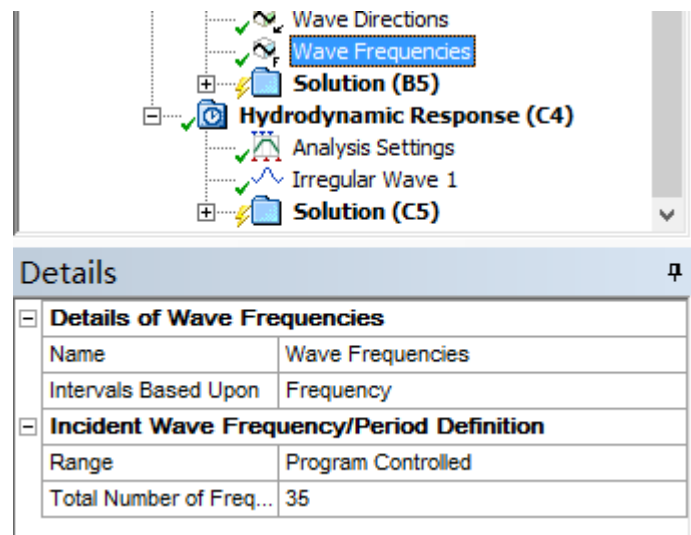 Wave Directions
Wave Frequencies
Solution (B5)
Hydrodynamic Response (C4)
Analysis Settings
Irregular Wave 1
Solution (C5)
Details
Details of Wave Frequencies
Name Wave Frequencies
Intervals Based Upon Frequency
Incident Wave Frequency/Period Definition
Range Program Controlled
Total Number of Freq... 35